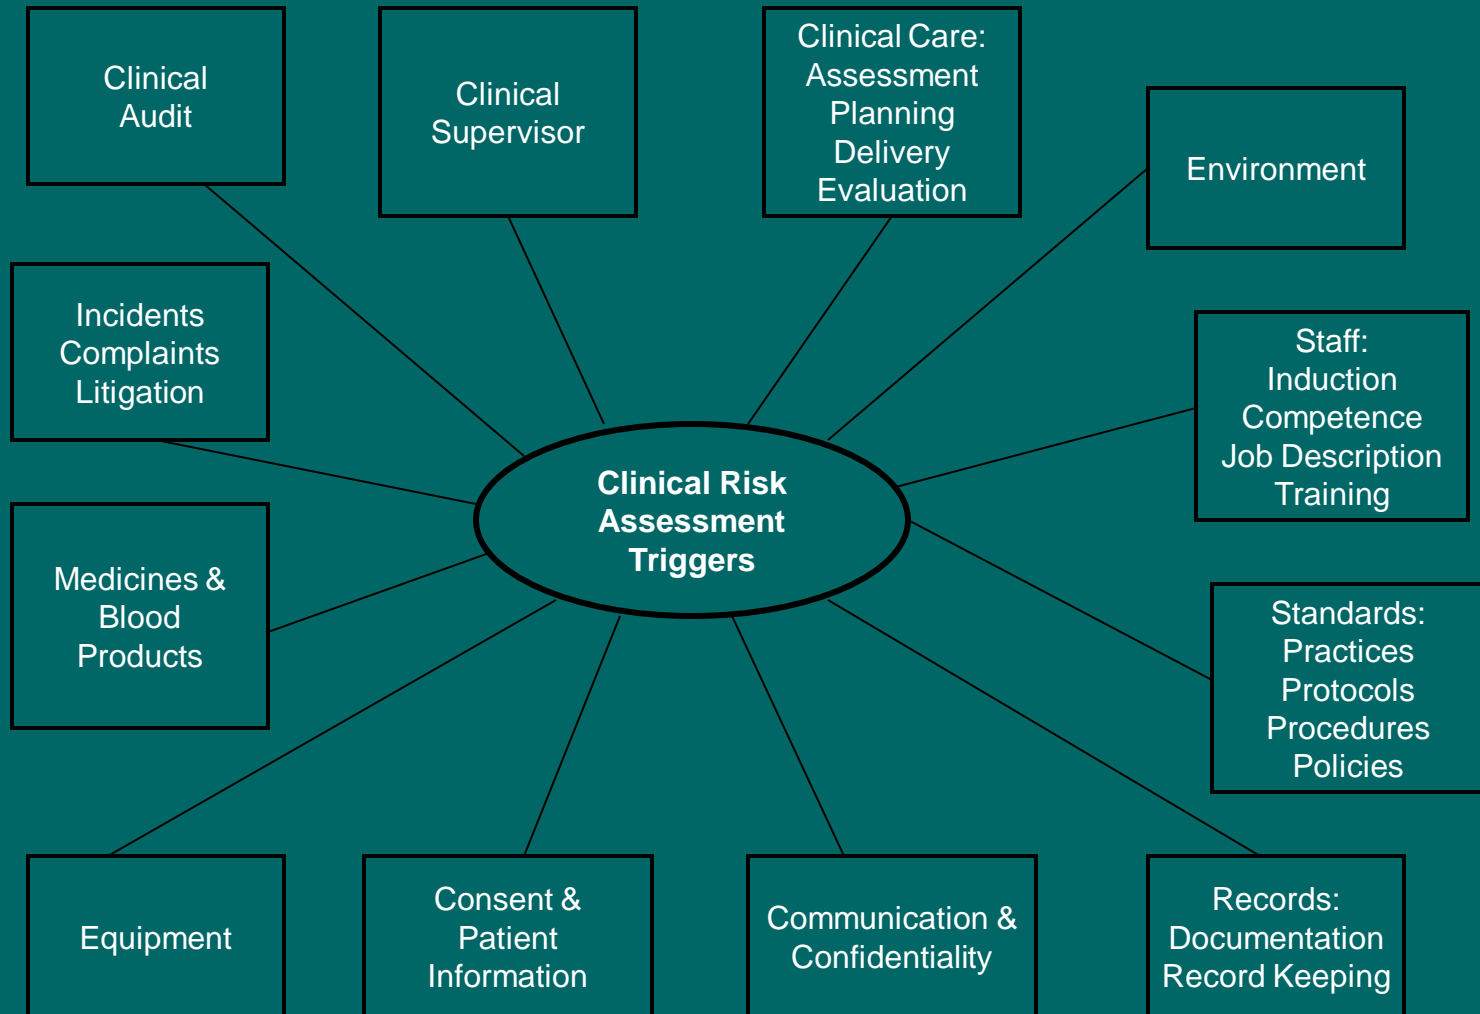 Clinical
Audit
Clinical
Supervisor
Clinical Care:
Assessment
Planning
Delivery
Evaluation
Environment
Incidents
Complaints
Litigation
Staff:
Induction
Competence
Job Description
Training
Clinical Risk
Assessment
Triggers
Medicines &
Blood
Products
Standards:
Practices
Protocols
Procedures
Policies
Equipment
Consent &
Patient
Information
Communication &
Confidentiality
Records:
Documentation
Record Keeping